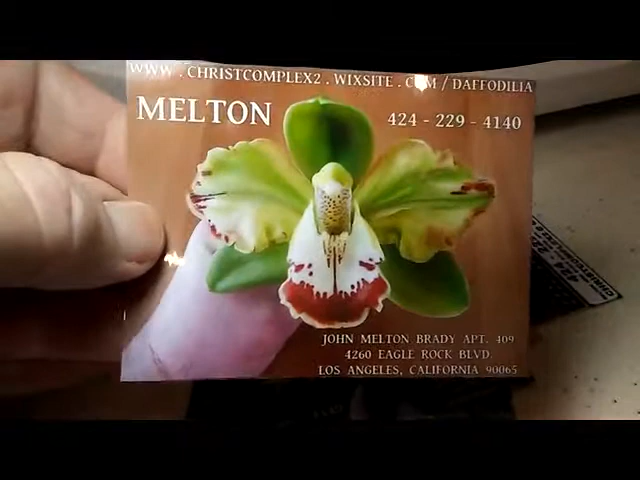 WWW.CHRISTCOMPLEX2.WIXSITE.COM/DAFFODILIA
MELTON
424-229-4140
JOHN MELTON BRADY APT. 409
4260 EAGLE ROCK BLVD.
LOS ANGELES, CALIFORNIA 90065